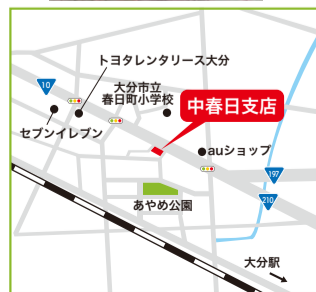 トヨタレンタリース大分
10
大分市立
春日町小学校
中春日支店
セブンイレブン
auショップ
197
210
あやめ公園
大分駅